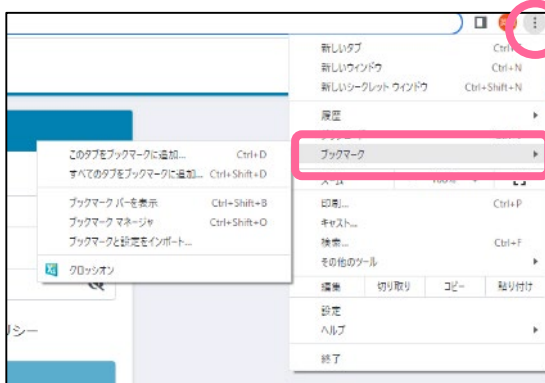 新しいタブ
新しいウィンドウ Ctrl+N
新しいシークレット ウィンドウ Ctrl+Shift+N
履歴
ブックマーク
印刷... Ctrl+P
キャスト...
検索... Ctrl+F
その他のツール
編集 切り取り コピー 貼り付け
設定
ヘルプ
終了
このタブをブックマークに追加... Ctrl+D
すべてのタブをブックマークに追加... Ctrl+Shift+D
ブックマーク バーを表示 Ctrl+Shift+B
ブックマーク マネージャ Ctrl+Shift+O
ブックマークと設定をインポート...
クロッシオン
リシー